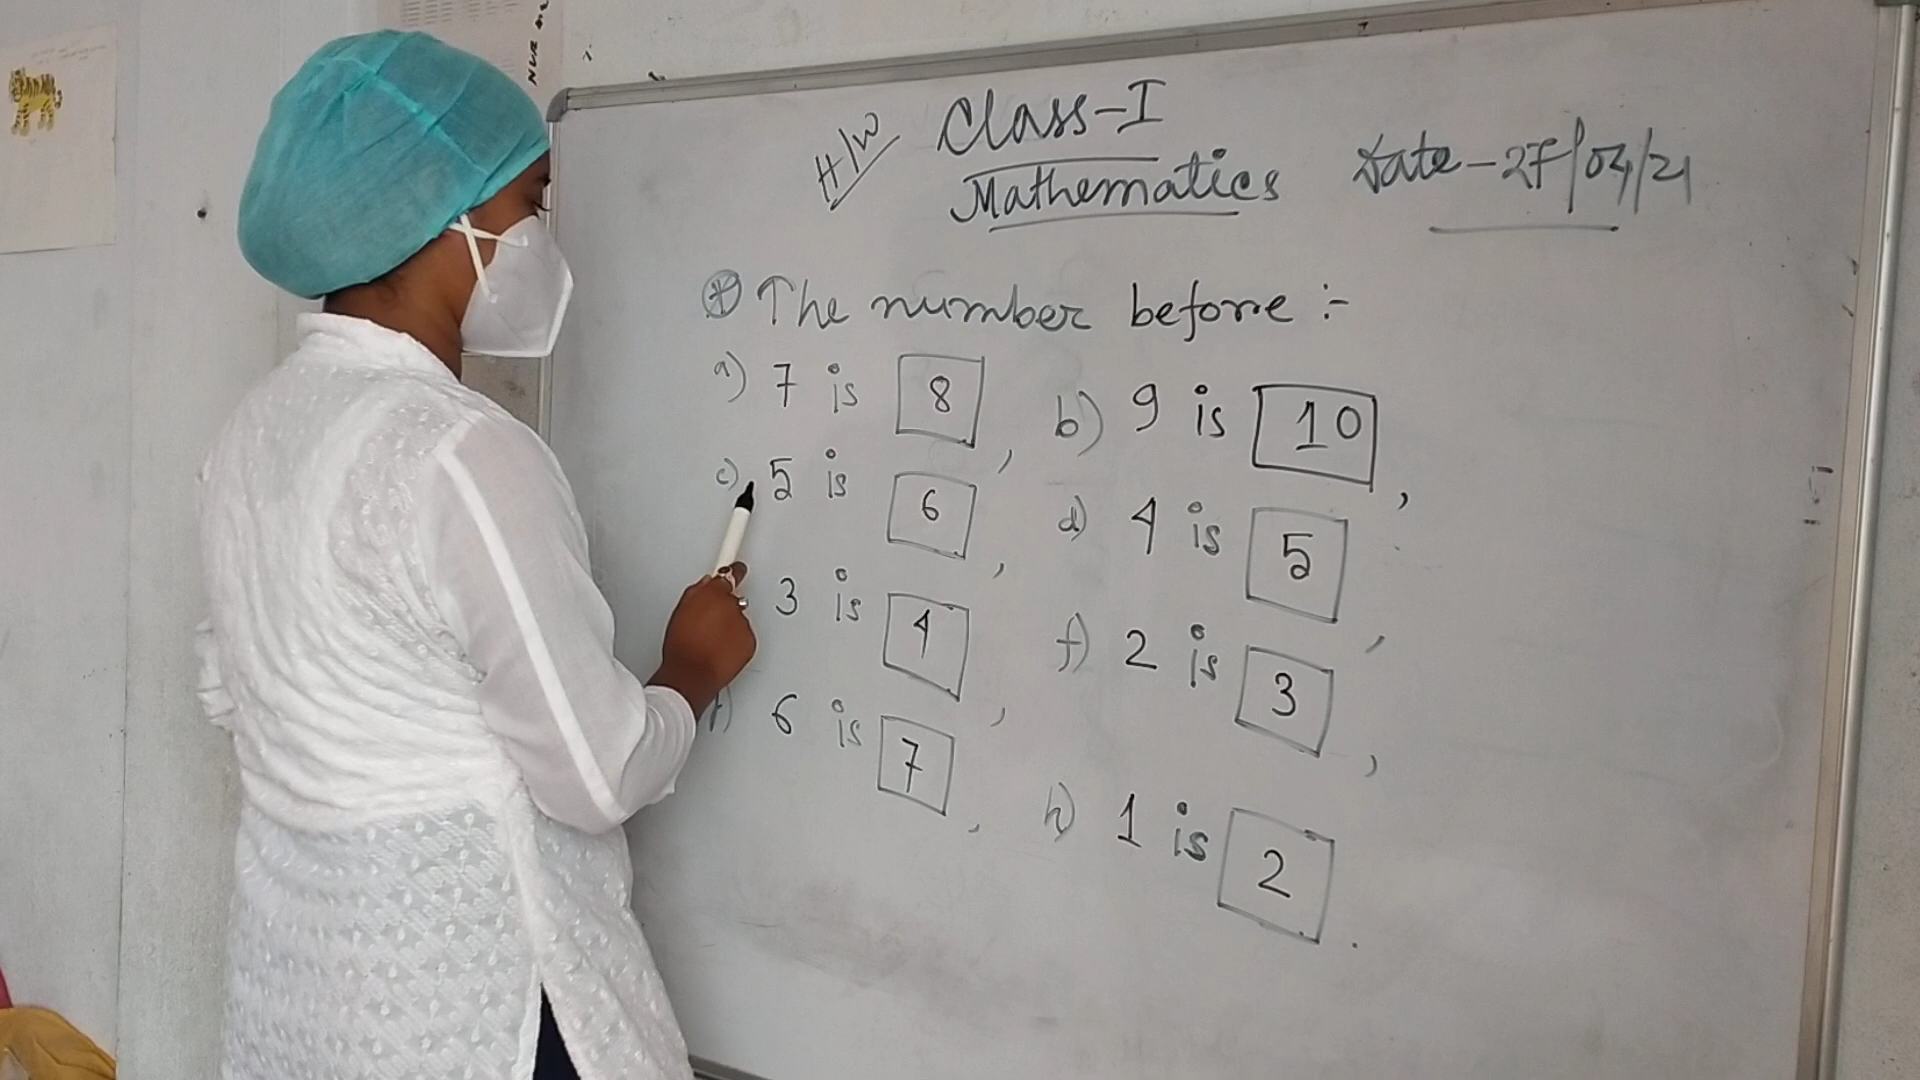 NUR
H/W Class-I
Mathematics Date-27/04/21
The number before :-
a) 7 is 8 , b) 9 is 10 ,
c) 5 is 6 , d) 4 is 5 ,
3 is 4 , f) 2 is 3 ,
6 is 7 , h) 1 is 2 .